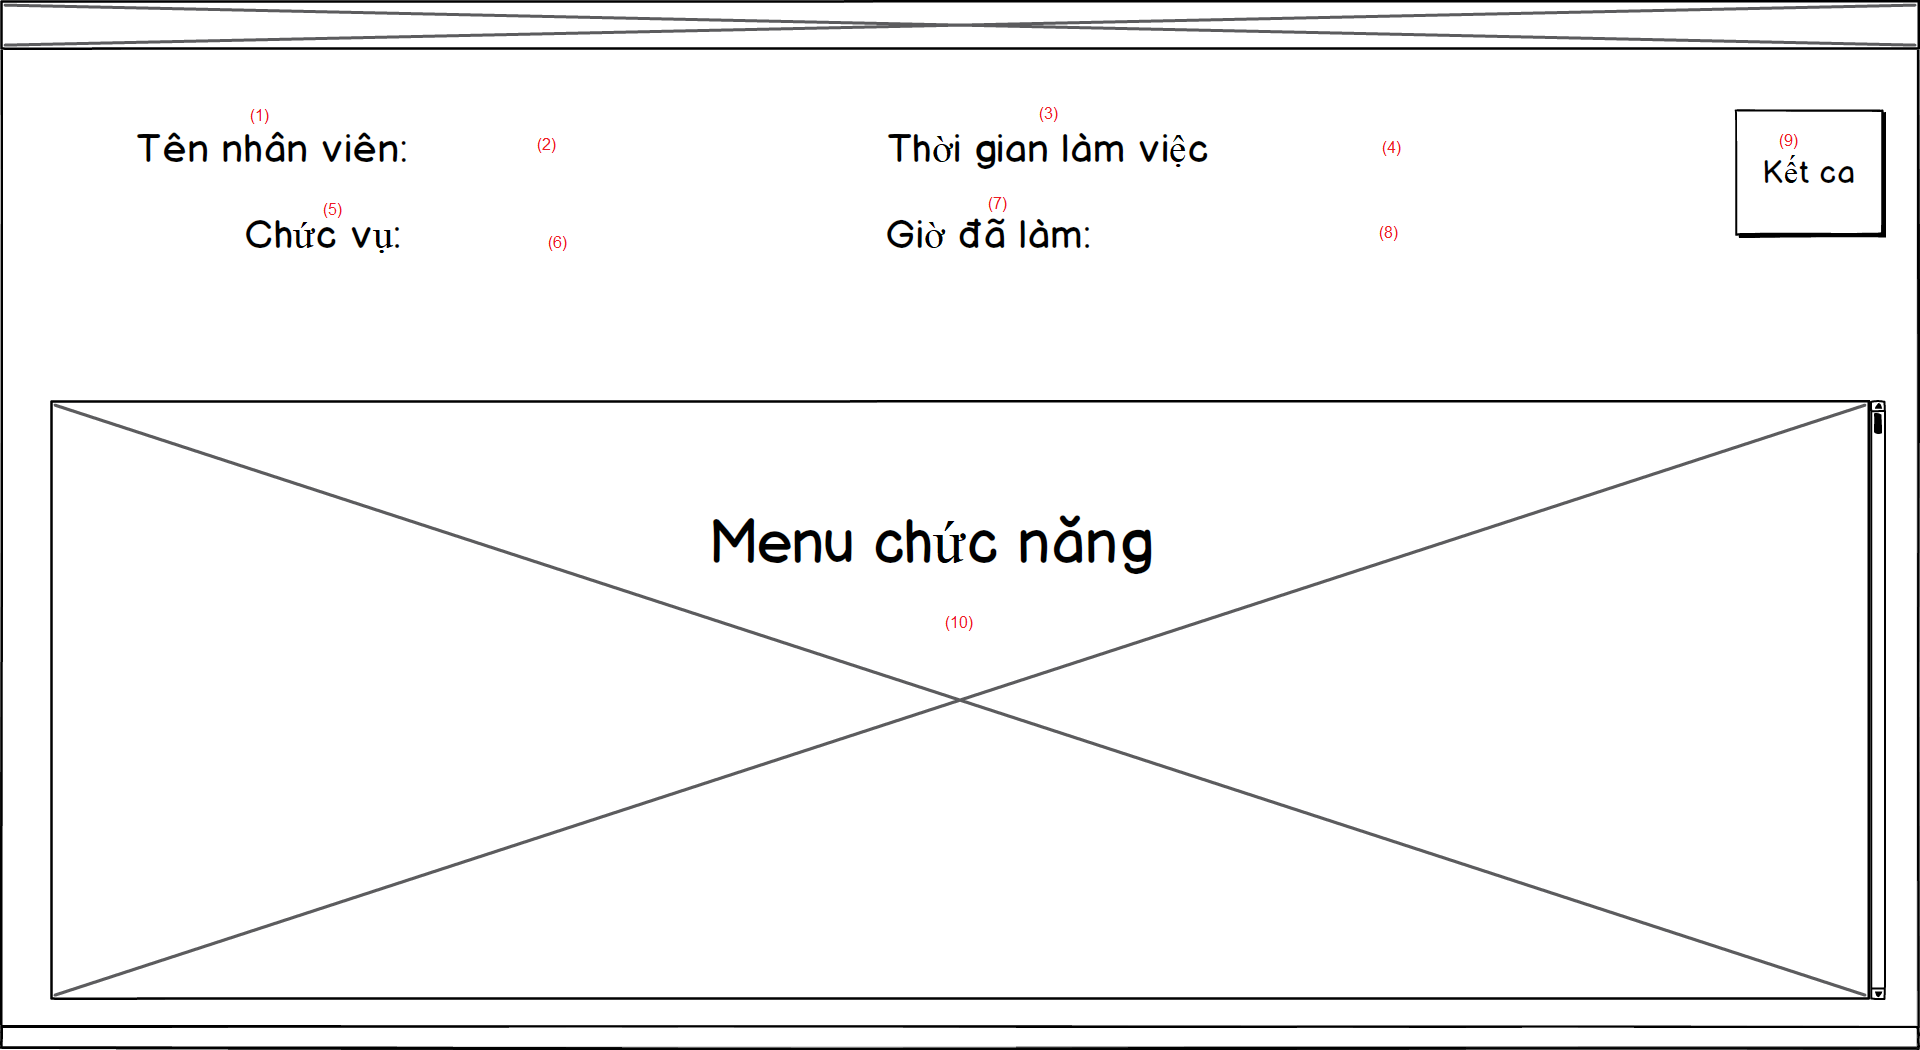 (1)
Tên nhân viên:
(2)
(3)
Thời gian làm việc
(4)
(5)
Chức vụ:
(6)
(7)
Giờ đã làm:
(8)
(9)
Kết ca
Menu chức năng
(10)